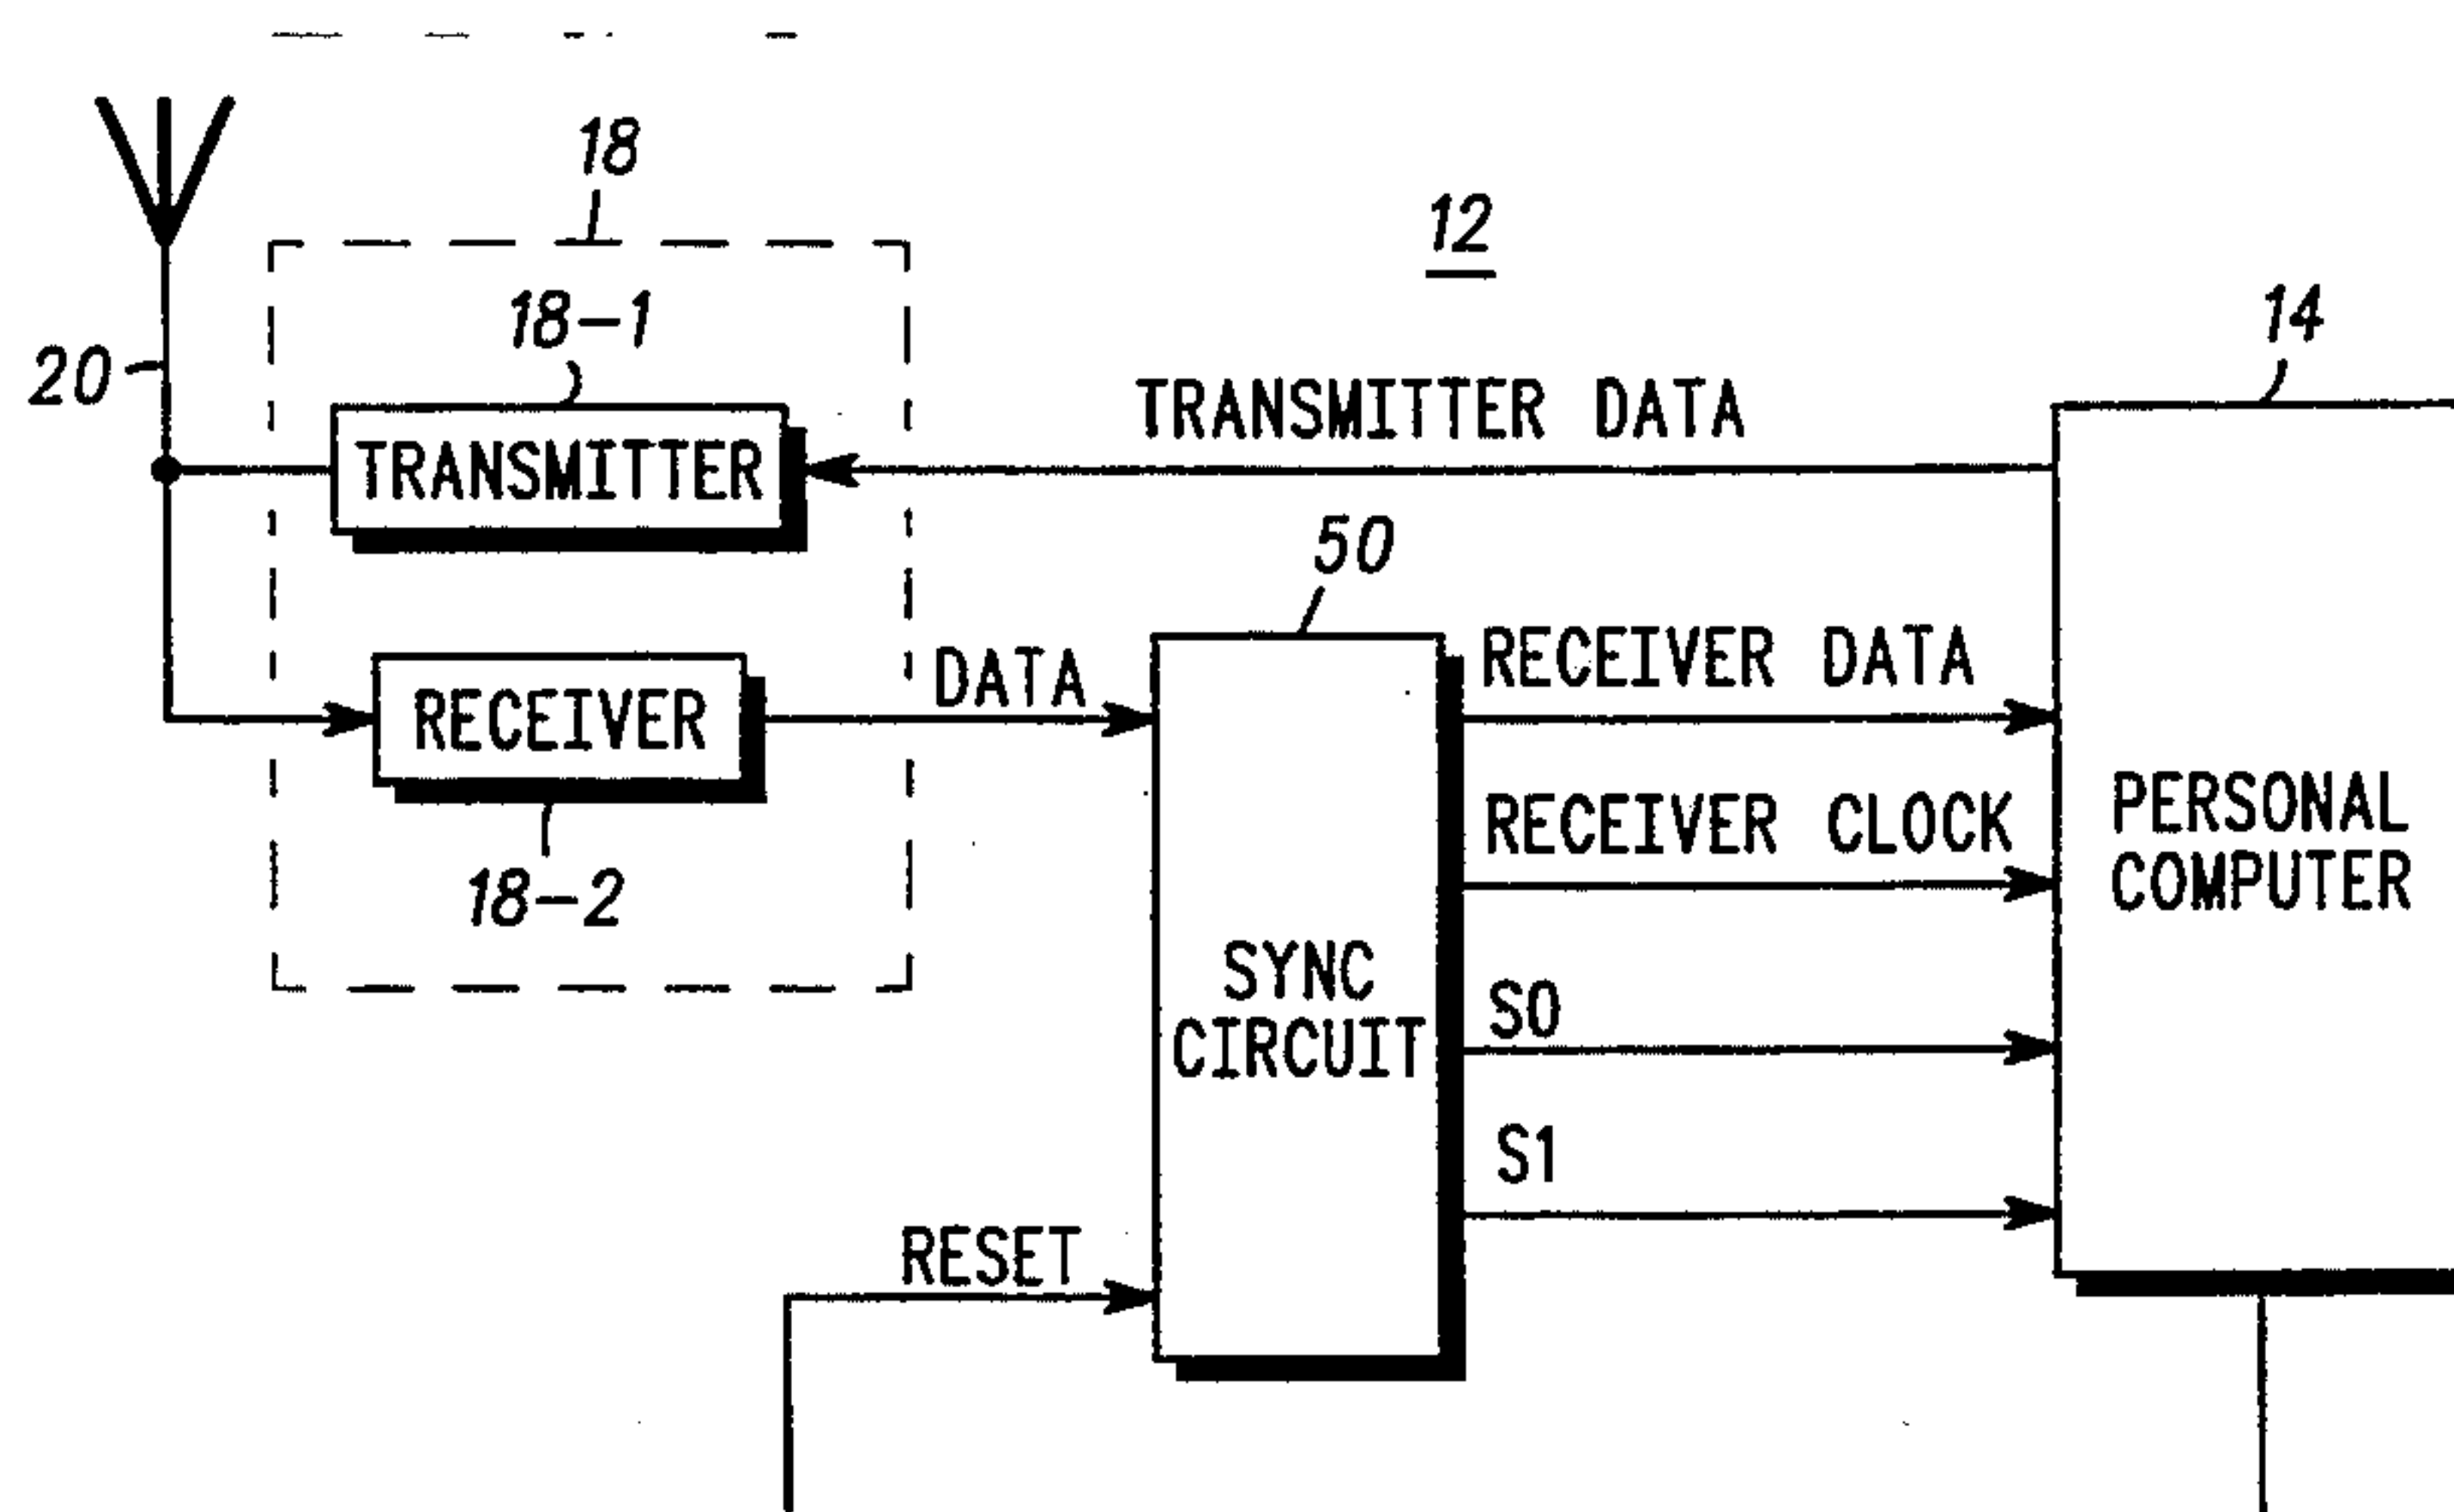 18
12
18-1
14
20
TRANSMITTER DATA
TRANSMITTER
50
RECEIVER DATA
DATA
RECEIVER
RECEIVER CLOCK
PERSONAL
COMPUTER
18-2
SYNC
CIRCUIT
S0
S1
RESET